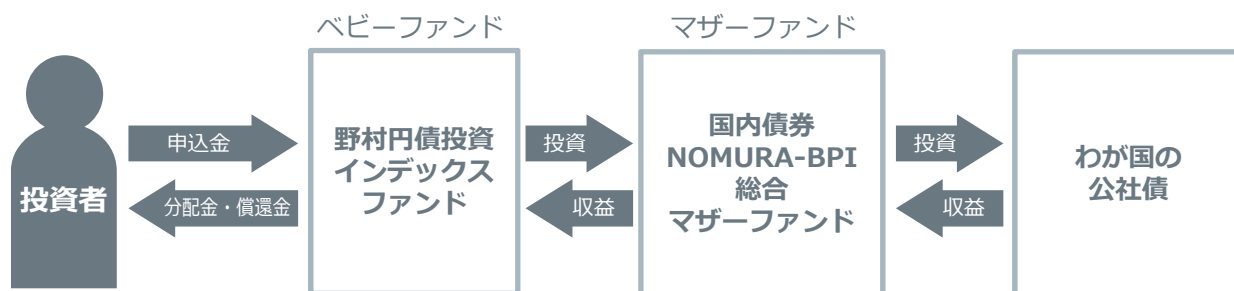 ベビーファンド
マザーファンド
投資者
申込金
分配金・償還金
野村円債投資
インデックス
ファンド
投資
収益
国内債券
NOMURA-BPI
総合
マザーファンド
投資
収益
わが国の
公社債